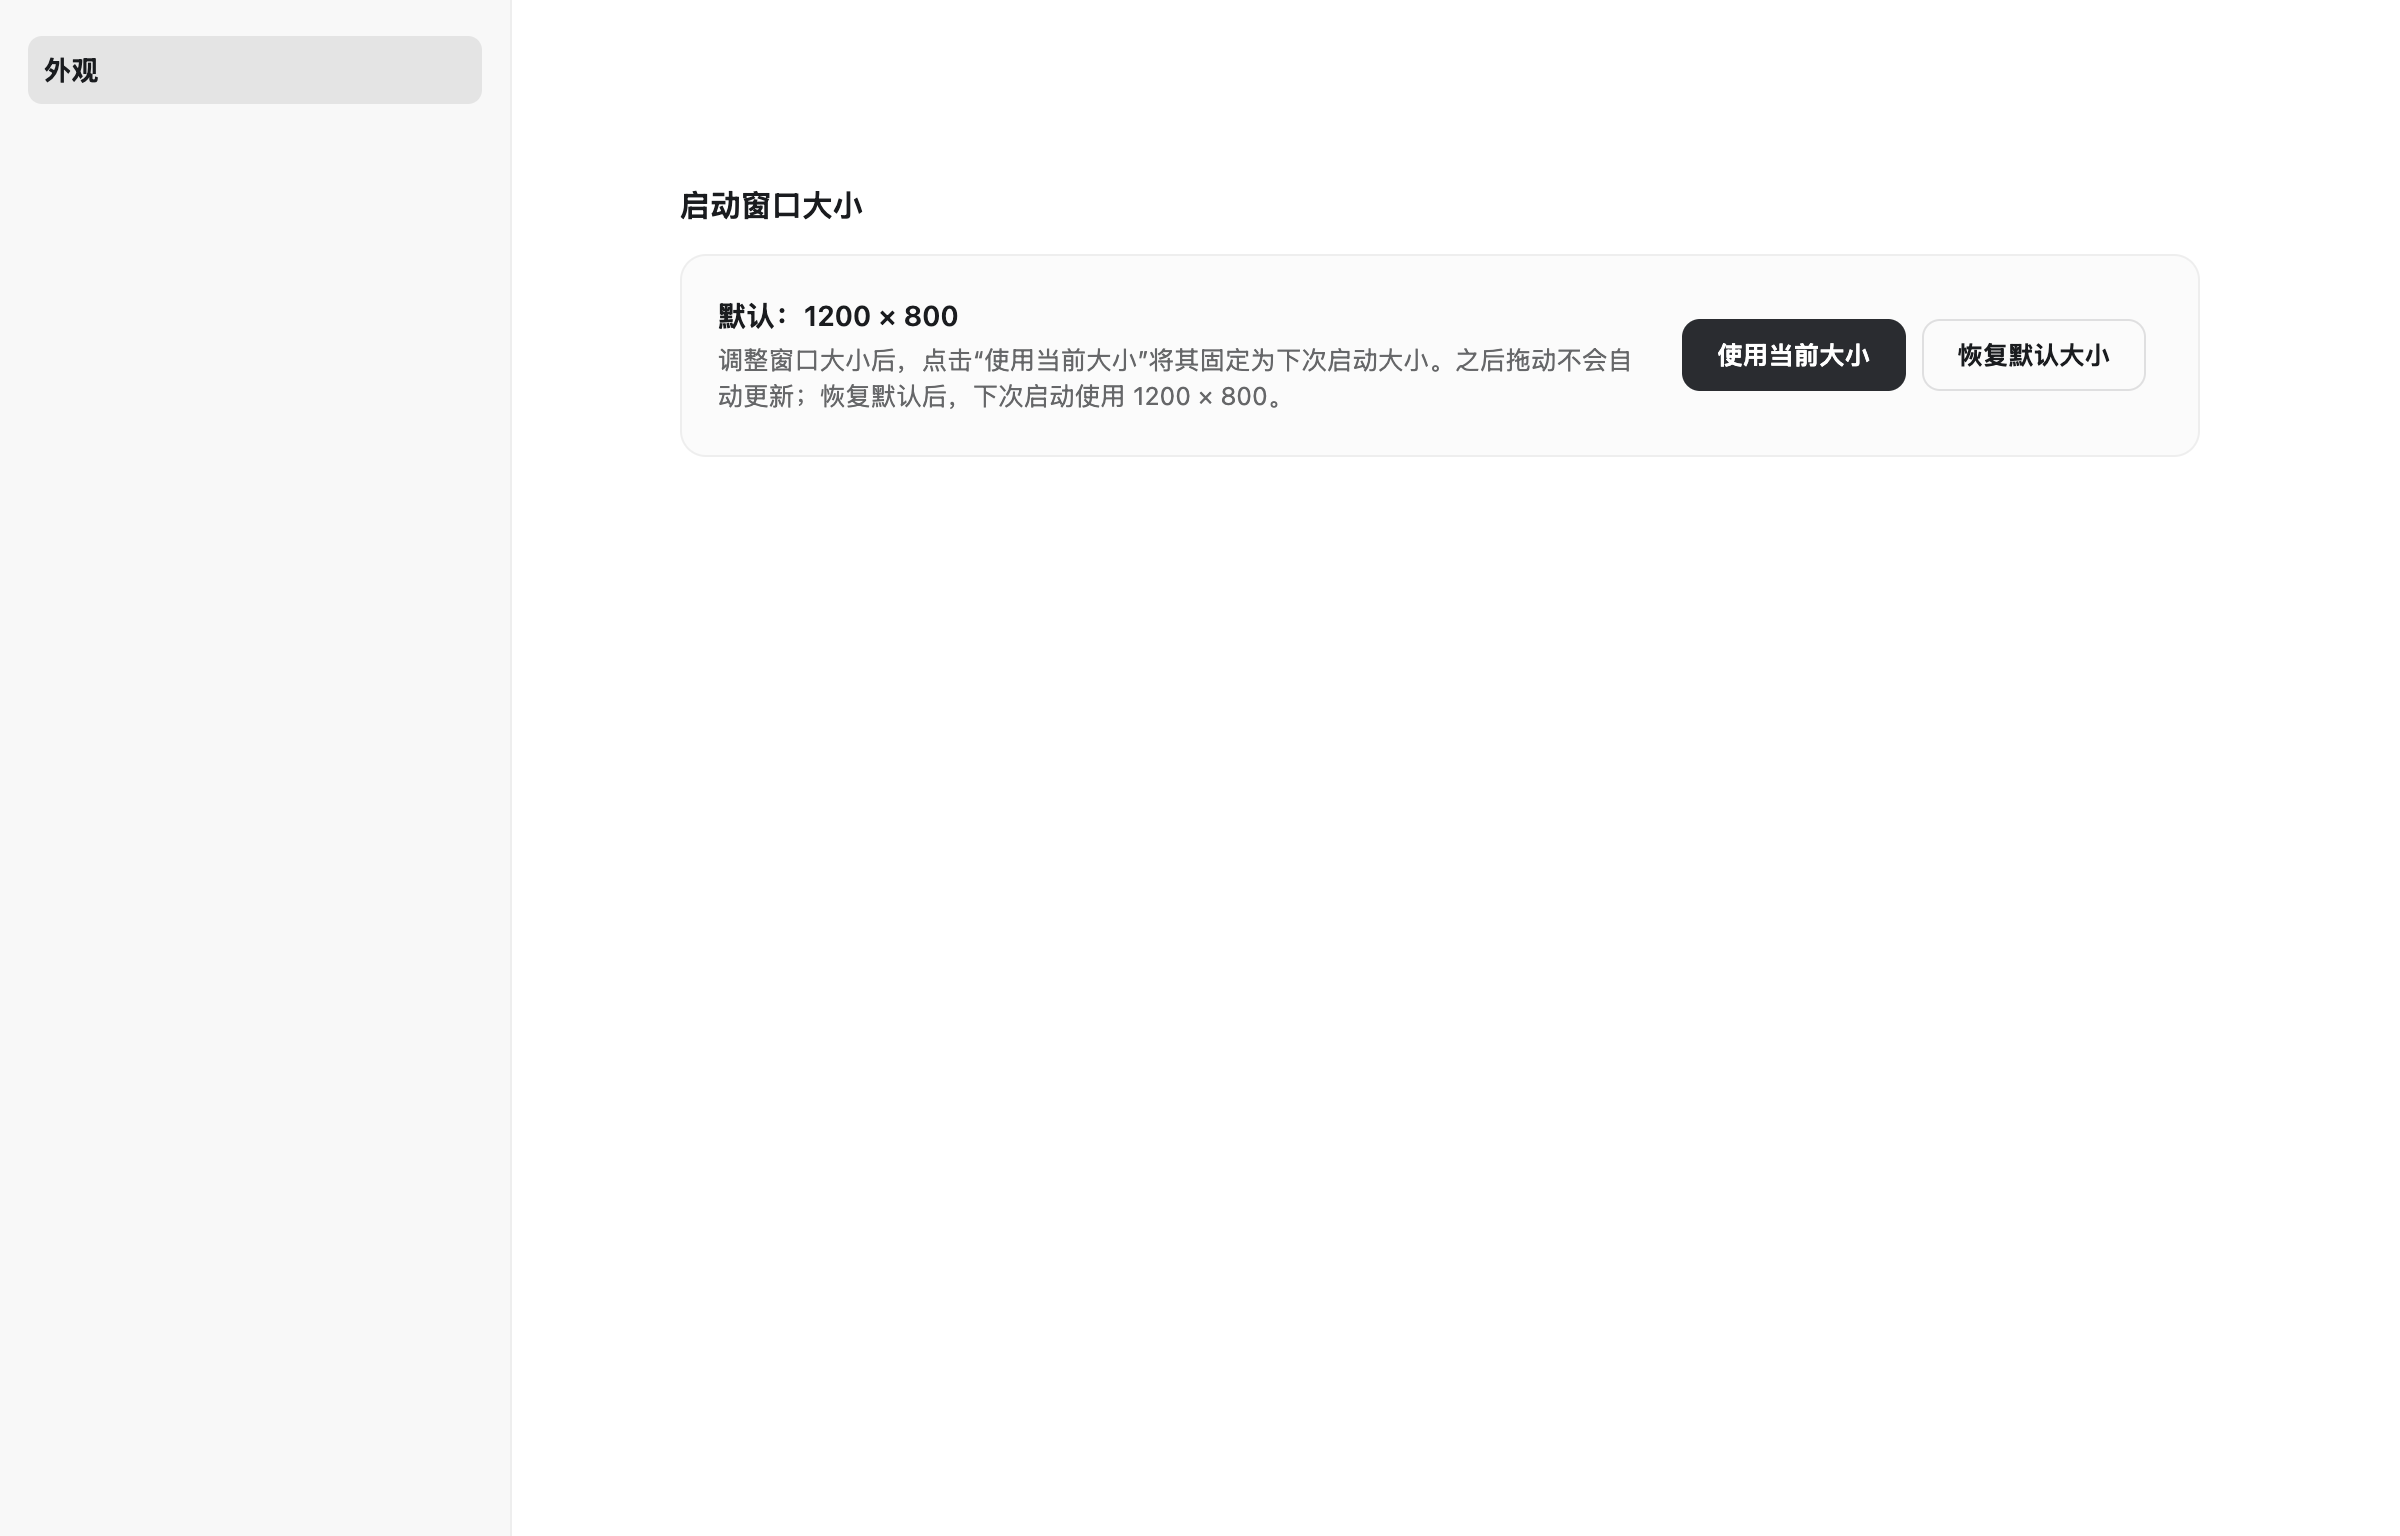 外观
启动窗口大小
默认：1200 × 800
调整窗口大小后，点击“使用当前大小”将其固定为下次启动大小。之后拖动不会自
动更新；恢复默认后，下次启动使用 1200 × 800。
使用当前大小
恢复默认大小